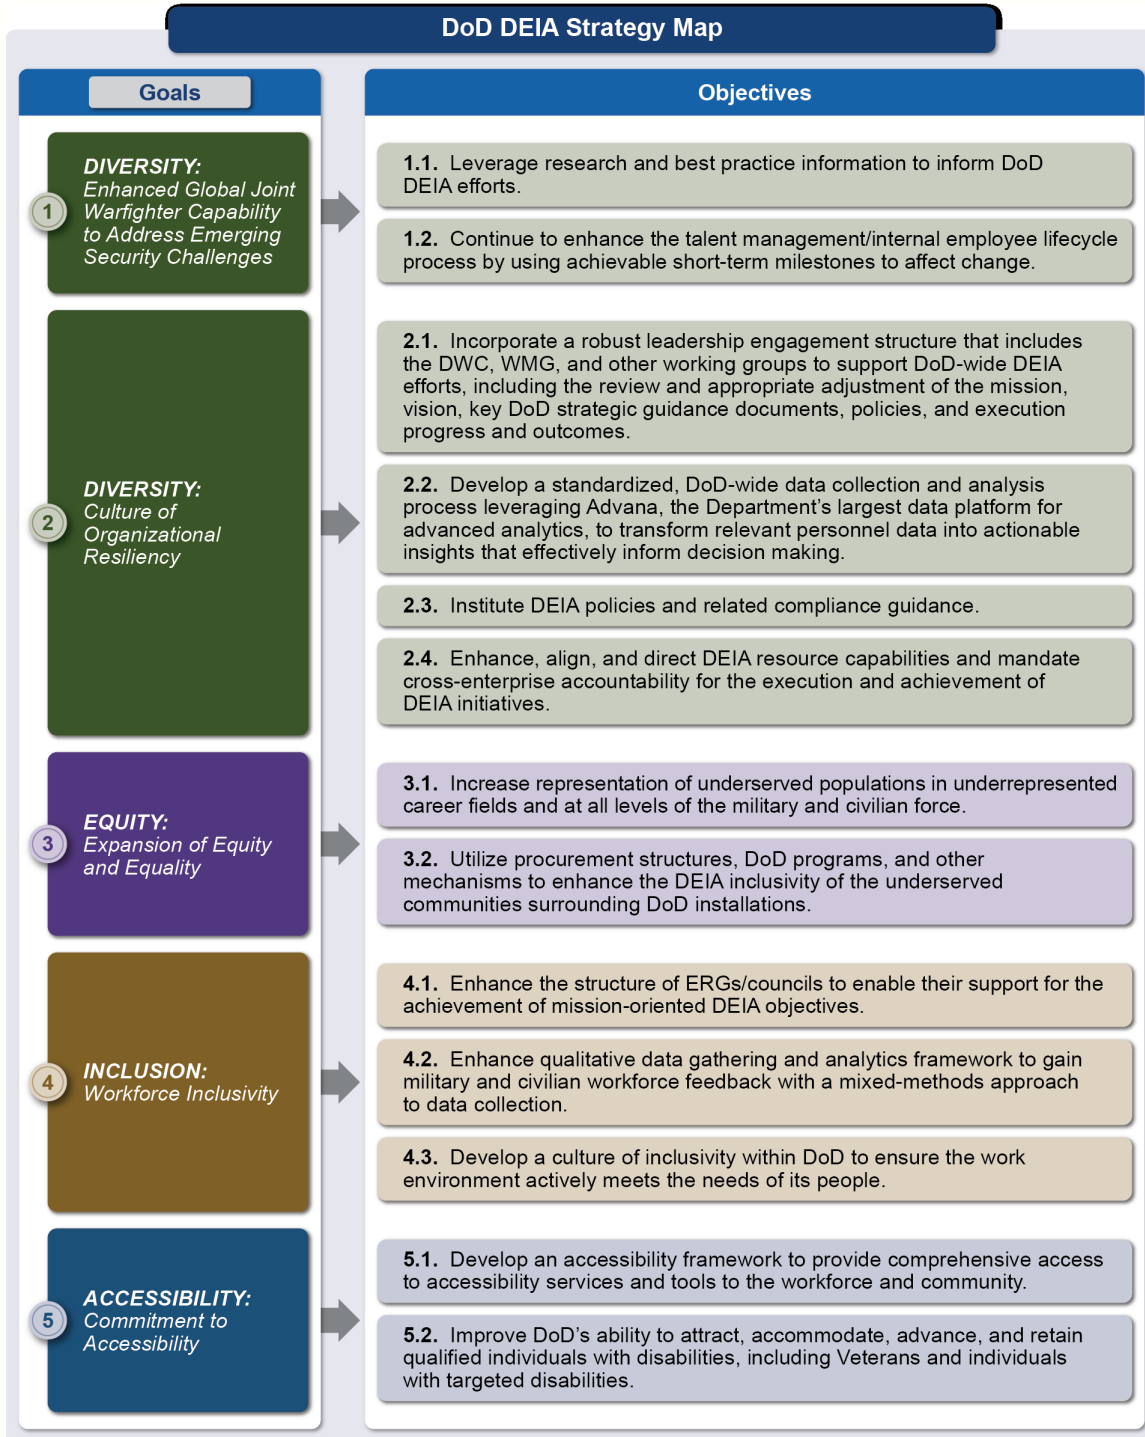 DoD DEIA Strategy Map
Goals
Objectives
1
DIVERSITY:
Enhanced Global Joint
Warfighter Capability
to Address Emerging
Security Challenges
1.1. Leverage research and best practice information to inform DoD
DEIA efforts.
1.2. Continue to enhance the talent management/internal employee lifecycle
process by using achievable short-term milestones to affect change.
2
DIVERSITY:
Culture of
Organizational
Resiliency
2.1. Incorporate a robust leadership engagement structure that includes
the DWC, WMG, and other working groups to support DoD-wide DEIA
efforts, including the review and appropriate adjustment of the mission,
vision, key DoD strategic guidance documents, policies, and execution
progress and outcomes.
2.2. Develop a standardized, DoD-wide data collection and analysis
process leveraging Advana, the Department’s largest data platform for
advanced analytics, to transform relevant personnel data into actionable
insights that effectively inform decision making.
2.3. Institute DEIA policies and related compliance guidance.
2.4. Enhance, align, and direct DEIA resource capabilities and mandate
cross-enterprise accountability for the execution and achievement of
DEIA initiatives.
3
EQUITY:
Expansion of Equity
and Equality
3.1. Increase representation of underserved populations in underrepresented
career fields and at all levels of the military and civilian force.
3.2. Utilize procurement structures, DoD programs, and other
mechanisms to enhance the DEIA inclusivity of the underserved
communities surrounding DoD installations.
4
INCLUSION:
Workforce Inclusivity
4.1. Enhance the structure of ERGs/councils to enable their support for the
achievement of mission-oriented DEIA objectives.
4.2. Enhance qualitative data gathering and analytics framework to gain
military and civilian workforce feedback with a mixed-methods approach
to data collection.
4.3. Develop a culture of inclusivity within DoD to ensure the work
environment actively meets the needs of its people.
5
ACCESSIBILITY:
Commitment to
Accessibility
5.1. Develop an accessibility framework to provide comprehensive access
to accessibility services and tools to the workforce and community.
5.2. Improve DoD’s ability to attract, accommodate, advance, and retain
qualified individuals with disabilities, including Veterans and individuals
with targeted disabilities.